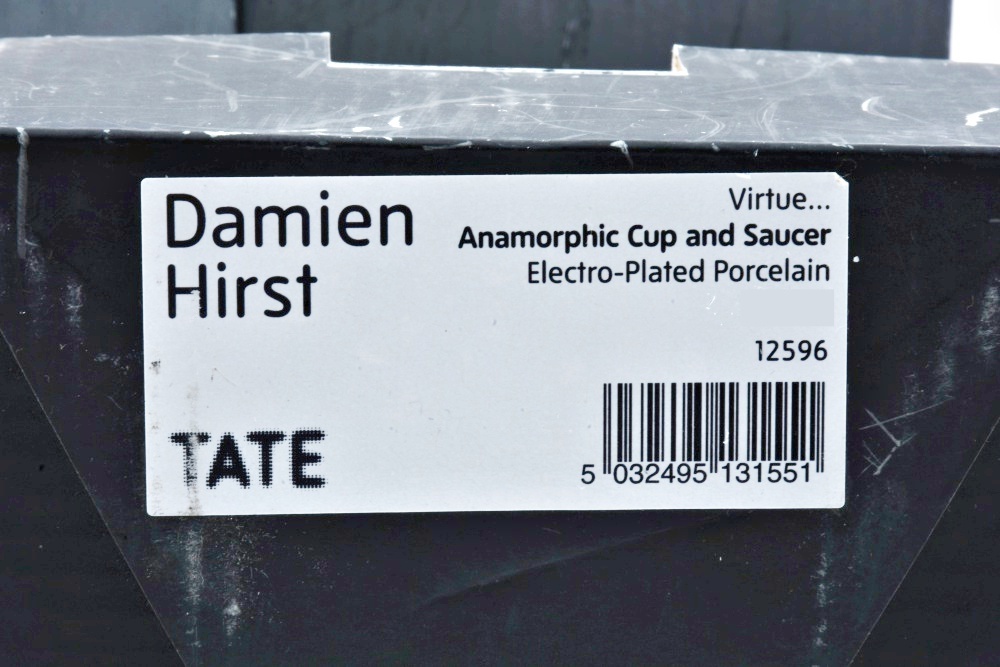 Damien
Hirst
Virtue...
Anamorphic Cup and Saucer
Electro-Plated Porcelain
12596
TATE
5 032495 131551